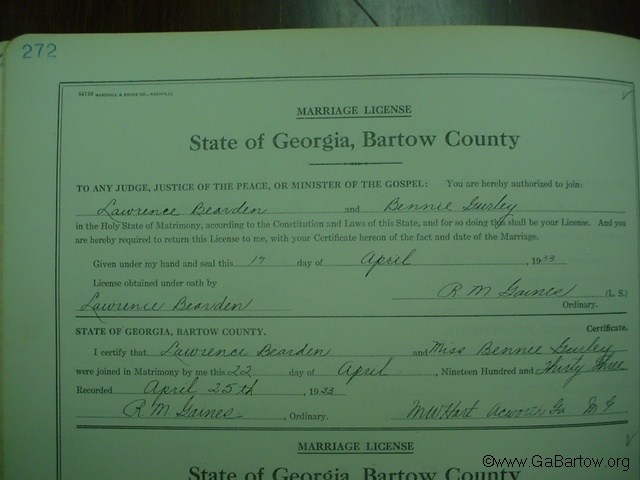 272
64730 MARSHALL & BRUCE CO., NASHVILLE
MARRIAGE LICENSE
State of Georgia, Bartow County
TO ANY JUDGE, JUSTICE OF THE PEACE, OR MINISTER OF THE GOSPEL: You are hereby authorized to join:
Lawrence Bearden and Bennie Gurley
in the Holy State of Matrimony, according to the Constitution and Laws of this State, and for so doing this shall be your License. And you
are hereby required to return this License to me, with your Certificate hereon of the fact and date of the Marriage.
Given under my hand and seal this 17 day of April, 1933
License obtained under oath by
R M Gaines (L. S.)
Lawrence Bearden Ordinary.
STATE OF GEORGIA, BARTOW COUNTY. Certificate.
I certify that Lawrence Bearden and Miss Bennie Gurley
were joined in Matrimony by me this 22 day of April, Nineteen Hundred and Thirty Three
Recorded April 25th, 1933
R M Gaines, Ordinary. M W Hart Acworth Ga M G
MARRIAGE LICENSE
State of Georgia, Bartow County
©www.GaBartow.org